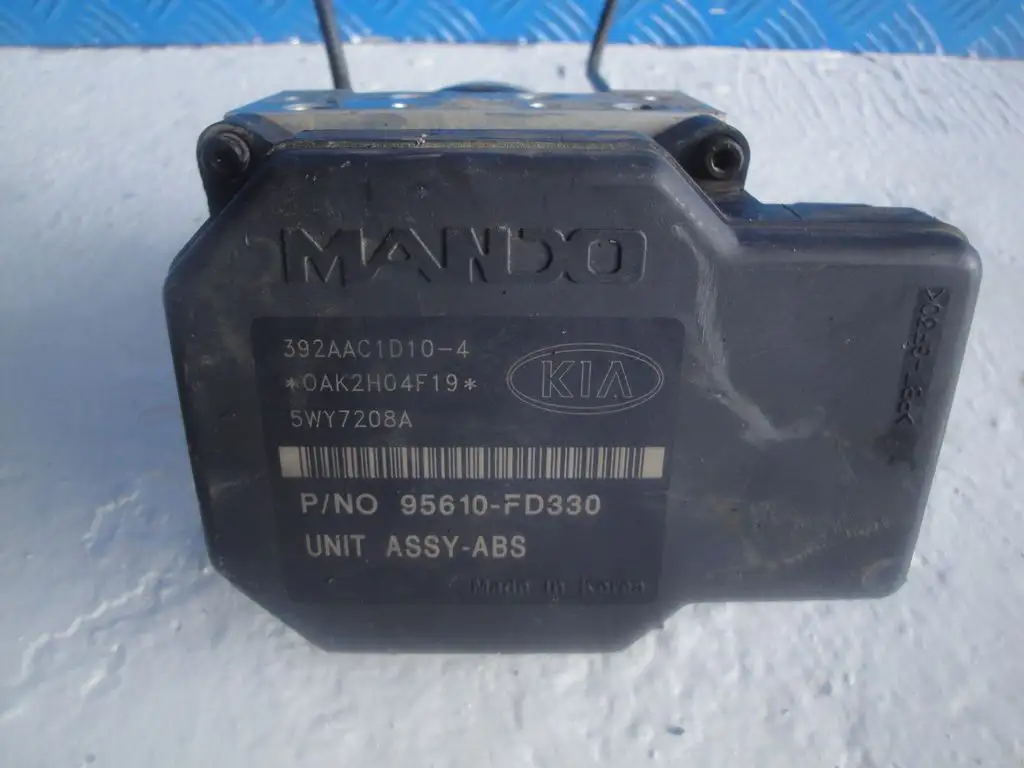 MANDO
392AAC1D10-4
*0AK2H04F19*
KIA
5WY7208A
P/NO 95610-FD330
UNIT ASSY-ABS
Made in Korea